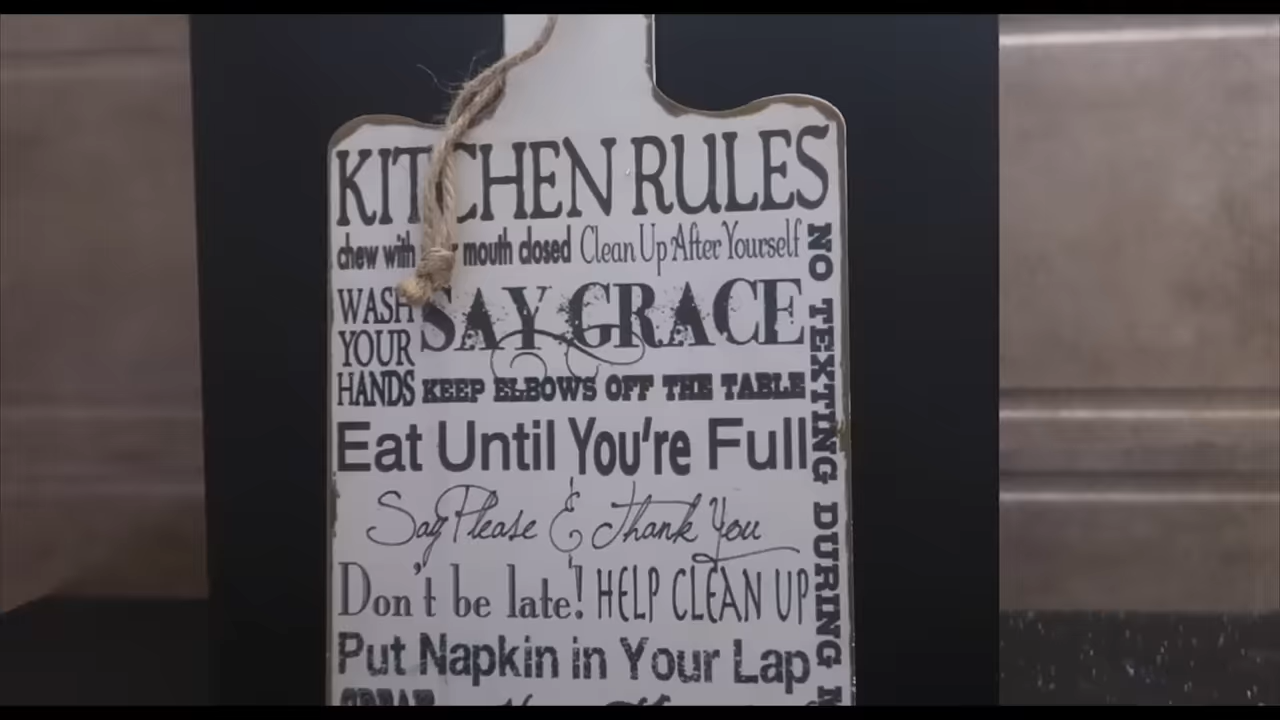 KITCHEN RULES
chew with mouth closed Clean Up After Yourself
WASH YOUR HANDS
SAY GRACE
KEEP ELBOWS OFF THE TABLE
Eat Until You're Full
Say Please & Thank You
Don't be late! HELP CLEAN UP
Put Napkin in Your Lap
NO TEXTING DURING